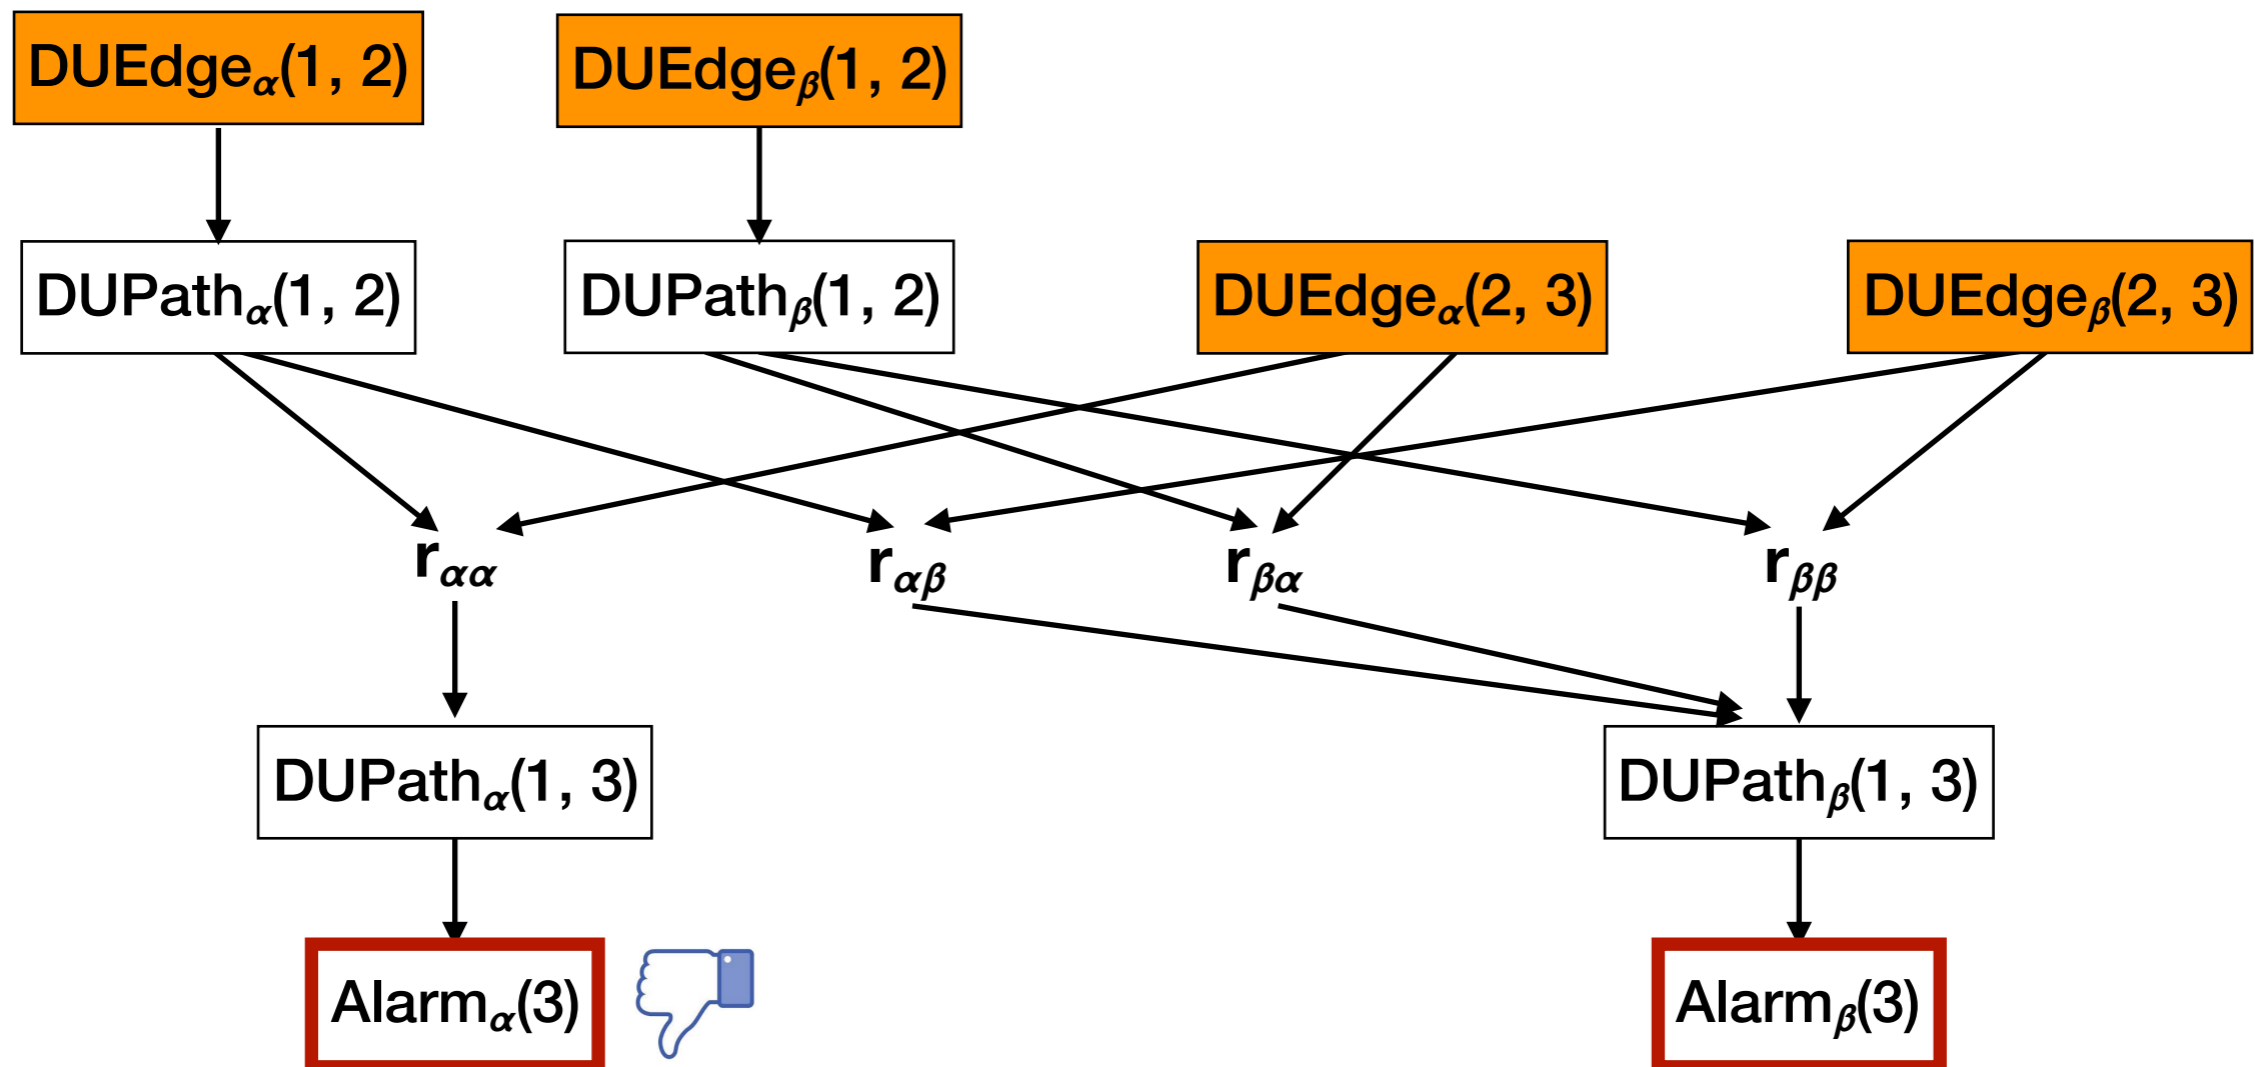 DUEdgeα(1, 2)
DUEdgeβ(1, 2)
DUPathα(1, 2)
DUPathβ(1, 2)
DUEdgeα(2, 3)
DUEdgeβ(2, 3)
rαα
rαβ
rβα
rββ
DUPathα(1, 3)
DUPathβ(1, 3)
Alarmα(3)
Alarmβ(3)